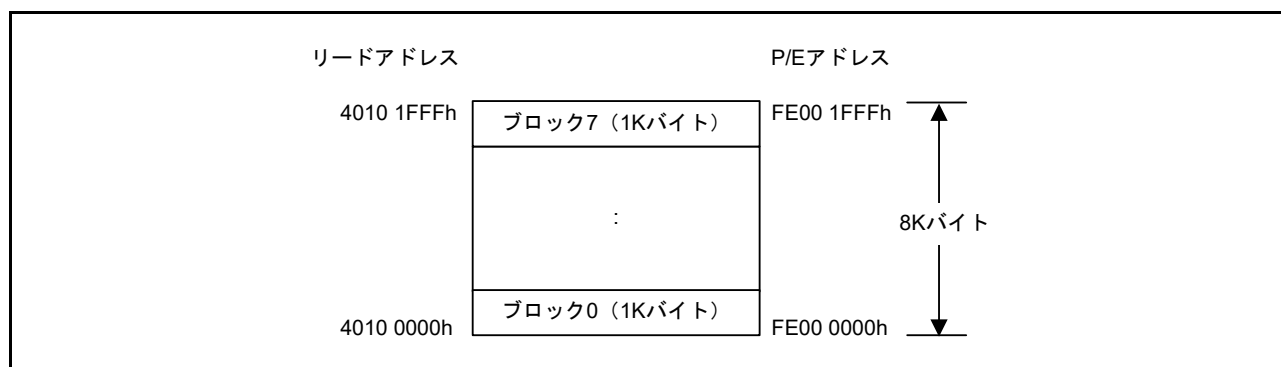 リードアドレス P/Eアドレス
4010 1FFFh ブロック7（1Kバイト） FE00 1FFFh
:
8Kバイト
4010 0000h ブロック0（1Kバイト） FE00 0000h